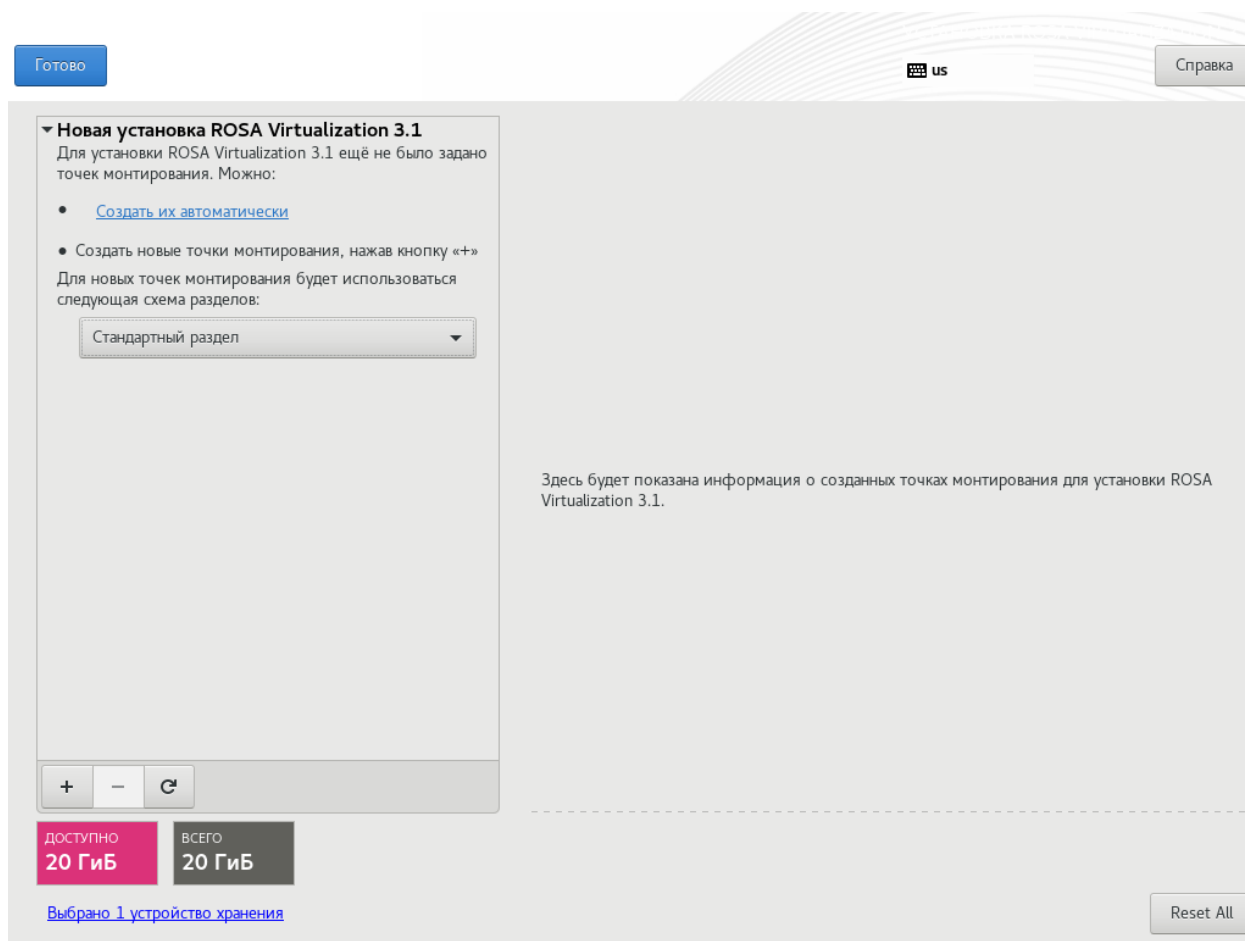 Готово
us
Справка
Новая установка ROSA Virtualization 3.1
Для установки ROSA Virtualization 3.1 ещё не было задано
точек монтирования. Можно:
• Создать их автоматически
• Создать новые точки монтирования, нажав кнопку «+»
Для новых точек монтирования будет использоваться
следующая схема разделов:
Стандартный раздел
Здесь будет показана информация о созданных точках монтирования для установки ROSA
Virtualization 3.1.
+ − 
ДОСТУПНО
20 ГиБ
ВСЕГО
20 ГиБ
Выбрано 1 устройство хранения
Reset All